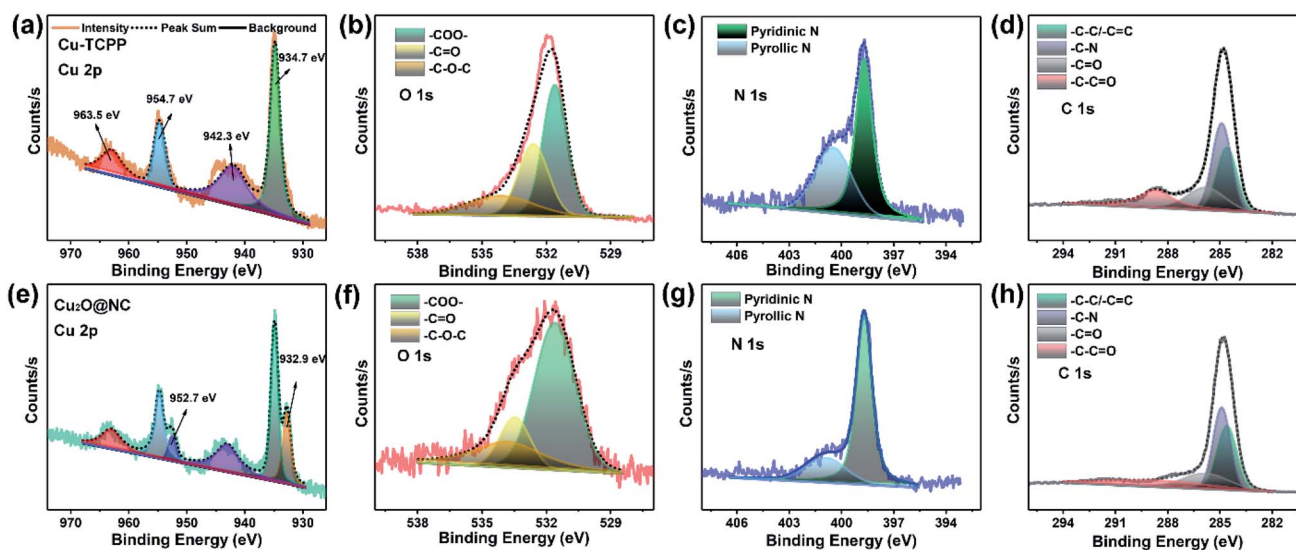 (a)
Intensity Peak Sum Background
Cu-TCPP
Cu 2p
963.5 eV
954.7 eV
942.3 eV
934.7 eV
Counts/s
970 960 950 940 930
Binding Energy (eV)
(b)
-COO-
-C=O
-C-O-C
O 1s
Counts/s
538 535 532 529
Binding Energy (eV)
(c)
Pyridinic N
Pyrollic N
N 1s
Counts/s
406 403 400 397 394
Binding Energy (eV)
(d)
-C-C/-C=C
-C-N
-C=O
-C-C=O
C 1s
Counts/s
294 291 288 285 282
Binding Energy (eV)
(e)
Cu₂O@NC
Cu 2p
952.7 eV
932.9 eV
Counts/s
970 960 950 940 930
Binding Energy (eV)
(f)
-COO-
-C=O
-C-O-C
O 1s
Counts/s
538 535 532 529
Binding Energy (eV)
(g)
Pyridinic N
Pyrollic N
N 1s
Counts/s
406 403 400 397 394
Binding Energy (eV)
(h)
-C-C/-C=C
-C-N
-C=O
-C-C=O
C 1s
Counts/s
294 291 288 285 282
Binding Energy (eV)